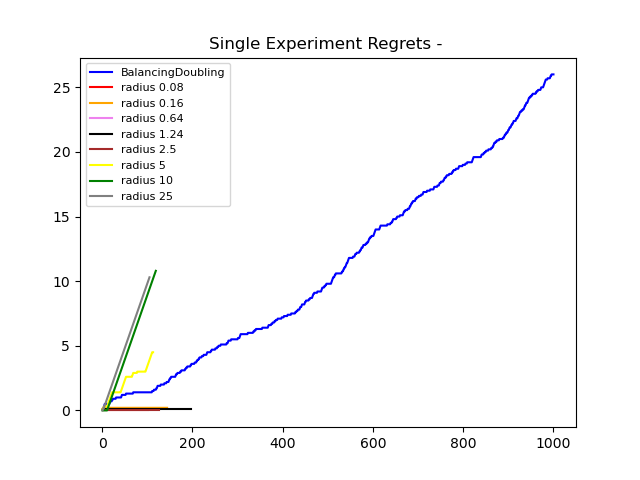 Single Experiment Regrets -
BalancingDoubling
radius 0.08
radius 0.16
radius 0.64
radius 1.24
radius 2.5
radius 5
radius 10
radius 25
25
20
15
10
5
0
0 200 400 600 800 1000